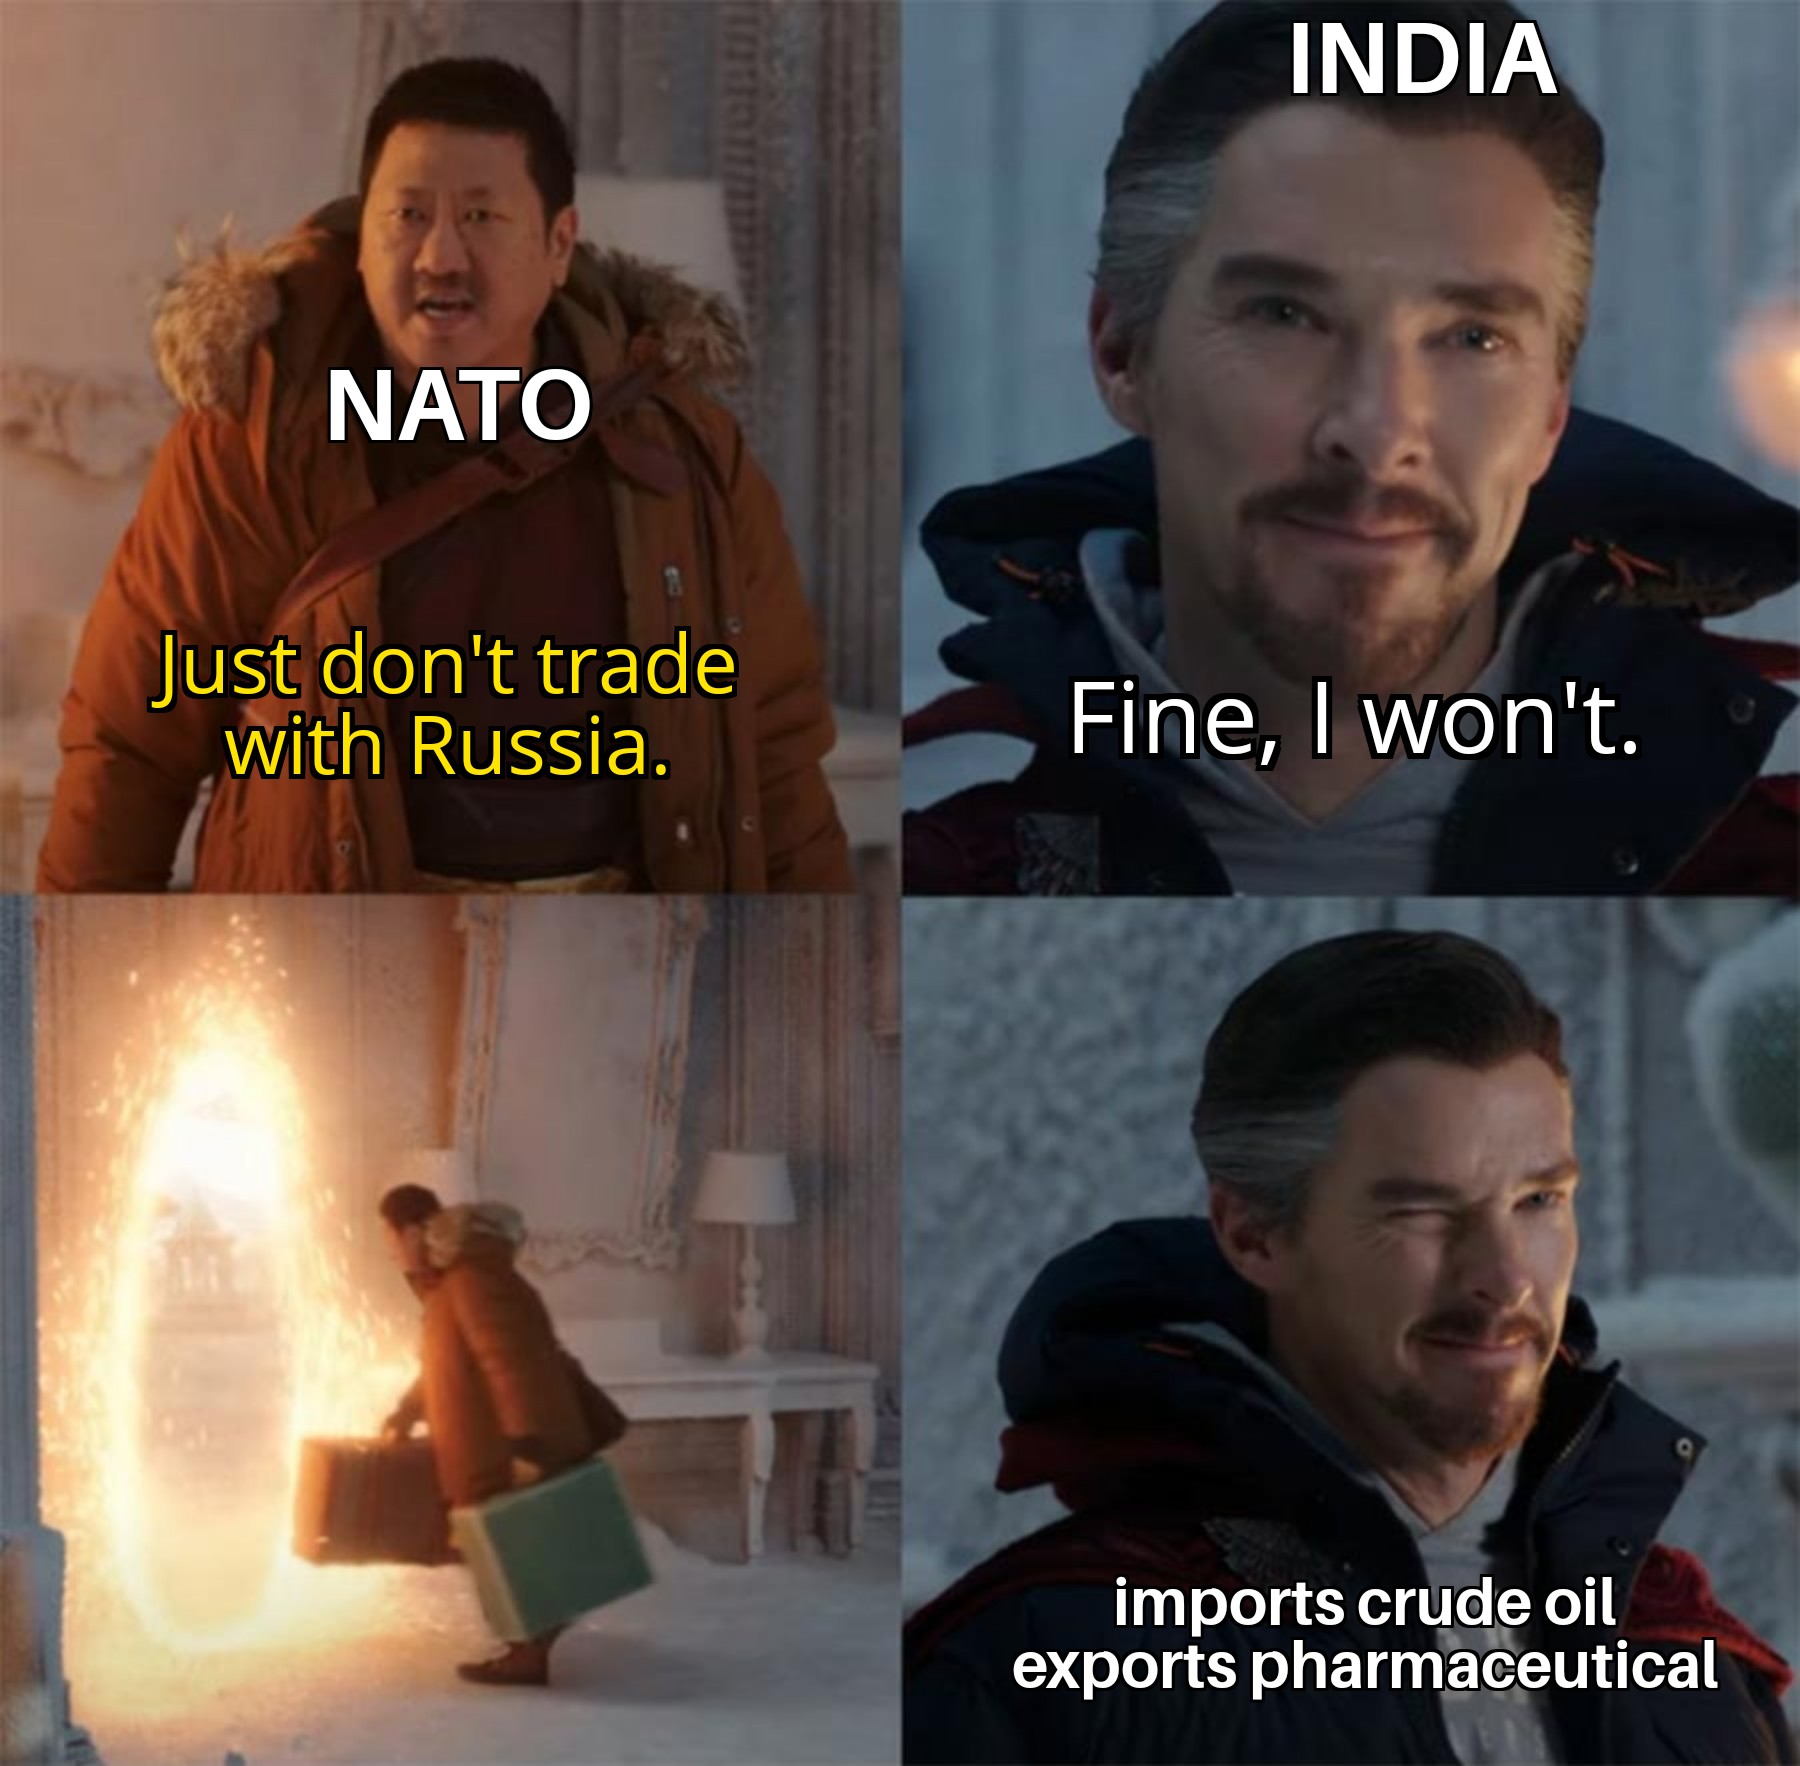 NATO
Just don't trade
with Russia.
INDIA
Fine, I won't.
imports crude oil
exports pharmaceutical